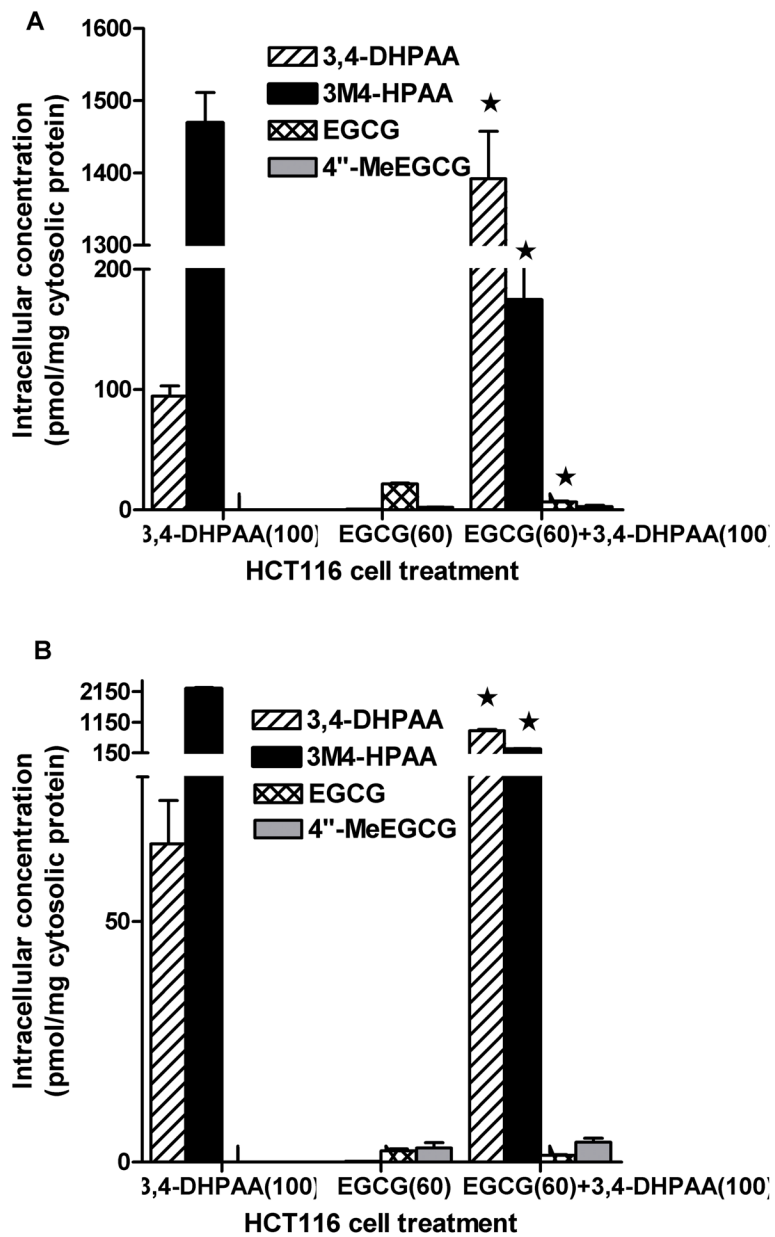 A
Intracellular concentration
(pmol/mg cytosolic protein)
1600
1500
1400
1300
200
100
0
3,4-DHPAA
3M4-HPAA
EGCG
4"-MeEGCG
3,4-DHPAA(100)
EGCG(60)
EGCG(60)+3,4-DHPAA(100)
HCT116 cell treatment
B
Intracellular concentration
(pmol/mg cytosolic protein)
2150
1150
150
50
0
3,4-DHPAA
3M4-HPAA
EGCG
4"-MeEGCG
3,4-DHPAA(100)
EGCG(60)
EGCG(60)+3,4-DHPAA(100)
HCT116 cell treatment